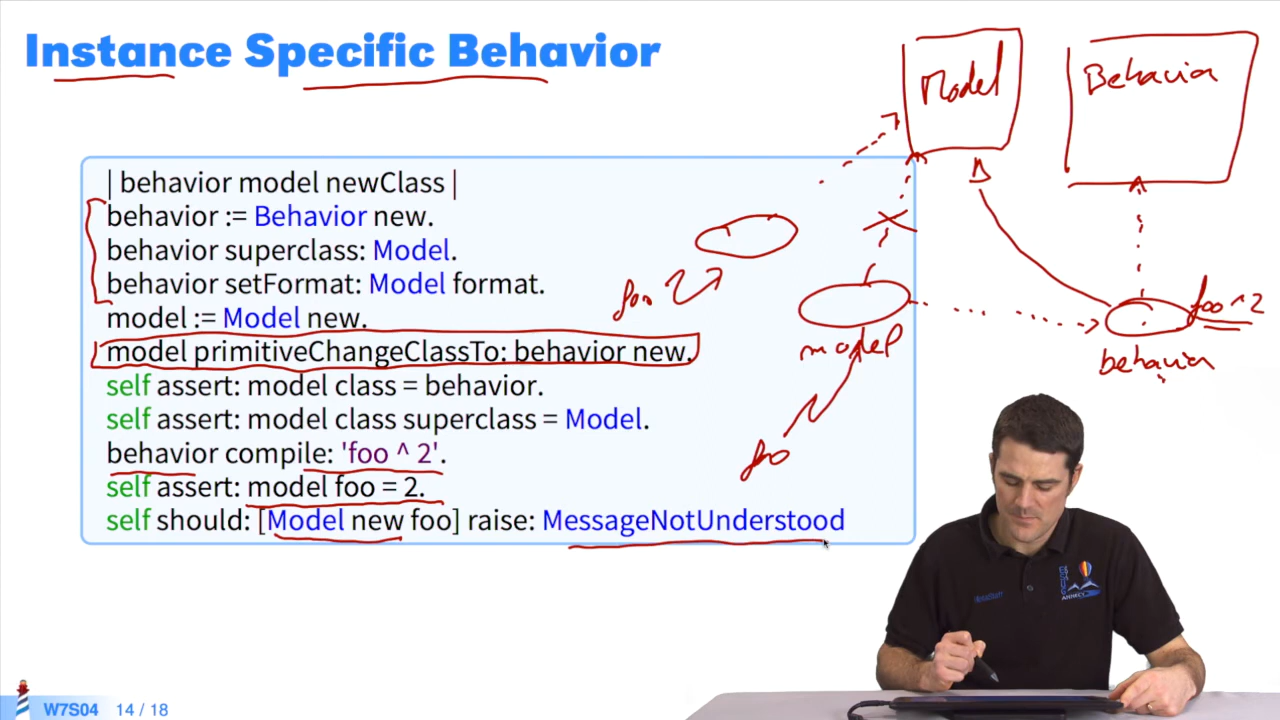 Instance Specific Behavior
Model
Behavior
| behavior model newClass |
behavior := Behavior new.
behavior superclass: Model.
behavior setFormat: Model format.
model := Model new.
model primitiveChangeClassTo: behavior new.
self assert: model class = behavior.
self assert: model class superclass = Model.
behavior compile: 'foo ^ 2'.
self assert: model foo = 2.
self should: [Model new foo] raise: MessageNotUnderstood
foo
model
foo ^ 2
behavior
foo
ANNECY
W7S04 14 / 18